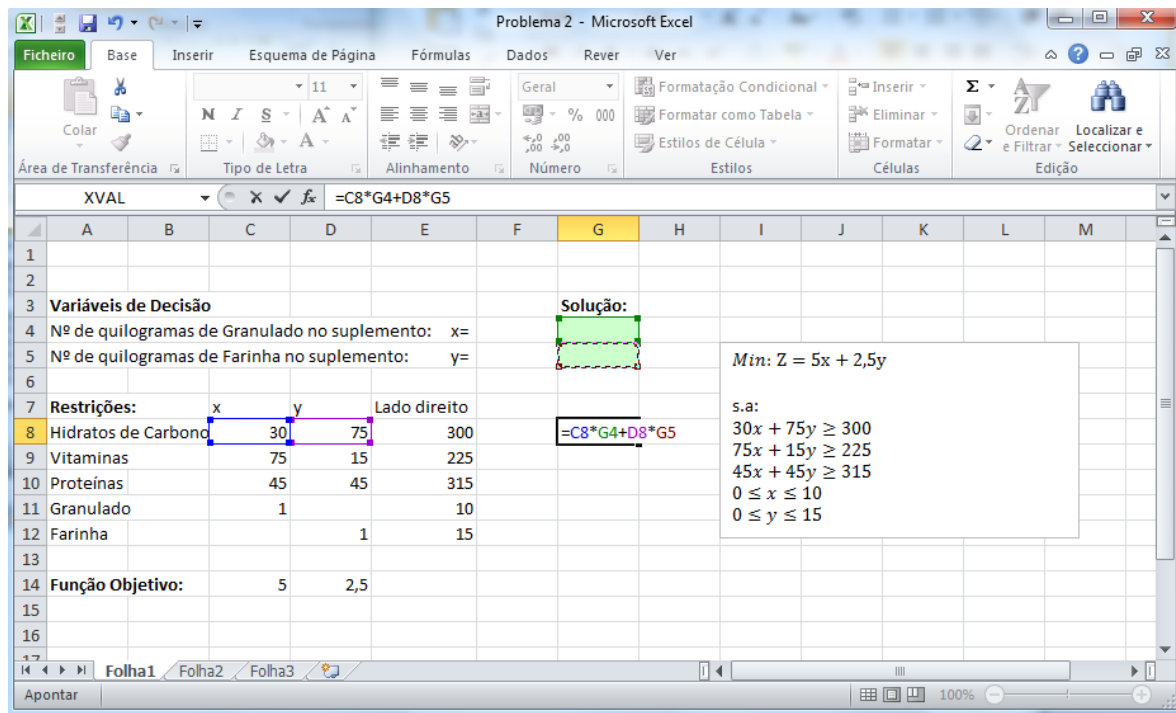 Problema 2 - Microsoft Excel
Ficheiro Base Inserir Esquema de Página Fórmulas Dados Rever Ver
Colar
Área de Transferência
11
N I S A A
A
Tipo de Letra
Alinhamento
Geral
% 000
,0 ,00
,00 ,0
Número
Formatação Condicional
Formatar como Tabela
Estilos de Célula
Estilos
Inserir
Eliminar
Formatar
Células
Σ
Ordenar e Filtrar
Localizar e Seleccionar
Edição
XVAL fx =C8*G4+D8*G5
A B C D E F G H I J K L M
1
2
3 Variáveis de Decisão Solução:
4 Nº de quilogramas de Granulado no suplemento: x=
5 Nº de quilogramas de Farinha no suplemento: y=
6
7 Restrições: x y Lado direito
8 Hidratos de Carbono 30 75 300 =C8*G4+D8*G5
9 Vitaminas 75 15 225
10 Proteínas 45 45 315
11 Granulado 1 10
12 Farinha 1 15
13
14 Função Objetivo: 5 2,5
15
16
17
Min: Z = 5x + 2,5y
s.a:
30x + 75y ≥ 300
75x + 15y ≥ 225
45x + 45y ≥ 315
0 ≤ x ≤ 10
0 ≤ y ≤ 15
Folha1 Folha2 Folha3
Apontar 100%